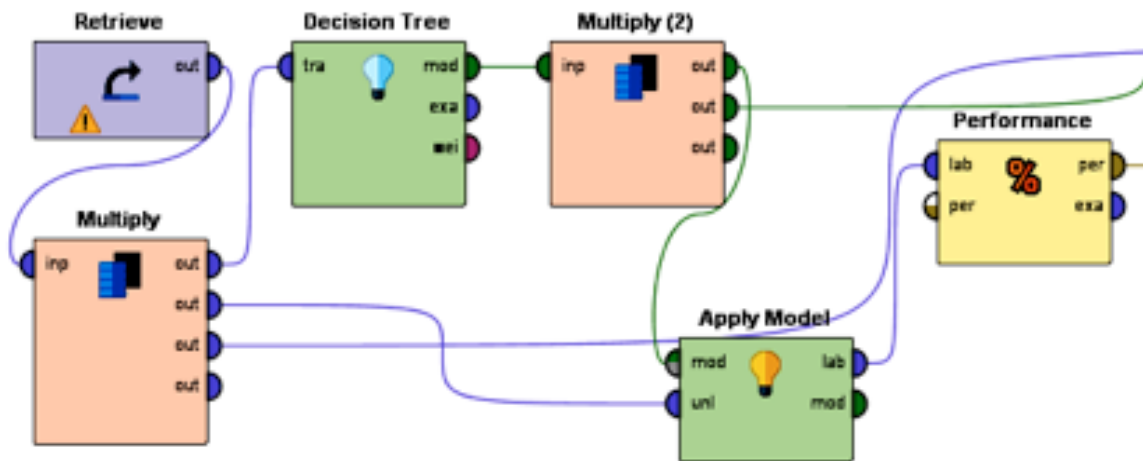 Retrieve
out
Decision Tree
tra
mod
exa
wei
Multiply (2)
inp
out
out
out
Performance
lab
per
per
exa
%
Multiply
inp
out
out
out
out
Apply Model
mod
lab
unl
mod